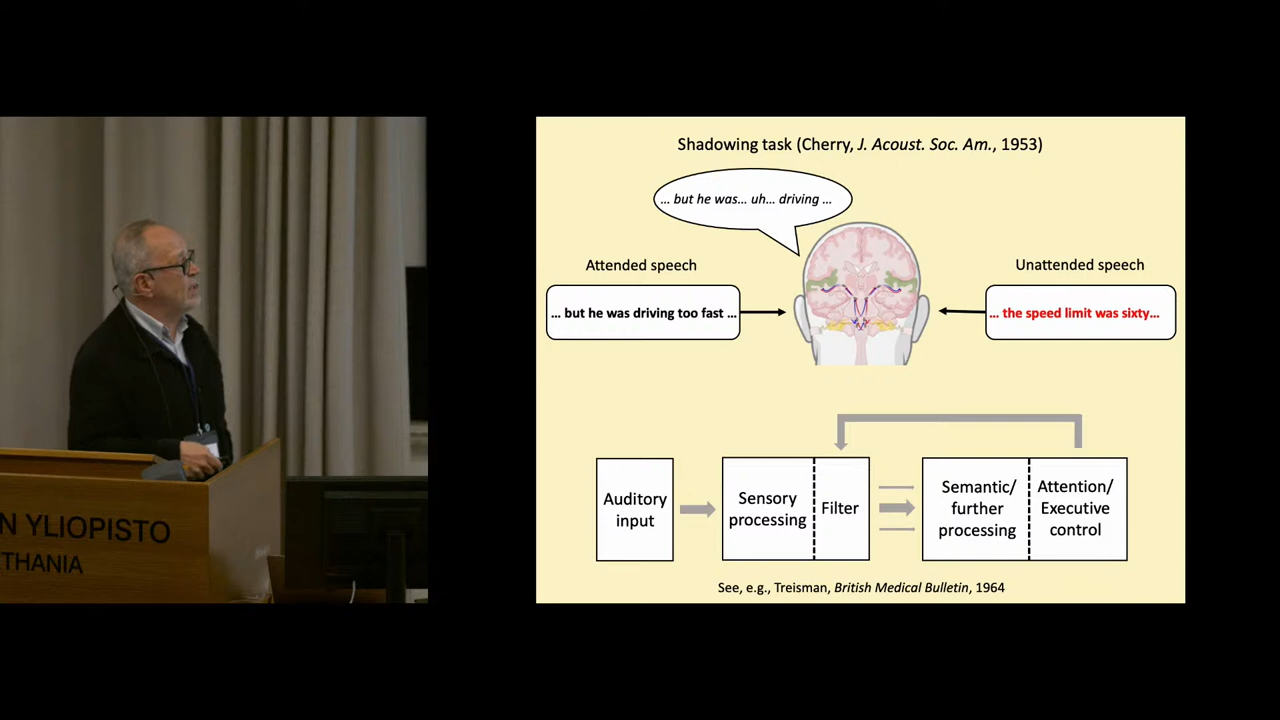 Shadowing task (Cherry, J. Acoust. Soc. Am., 1953)
... but he was... uh... driving ...
Attended speech
Unattended speech
... but he was driving too fast ...
... the speed limit was sixty...
Auditory
input
Sensory
processing
Filter
Semantic/
further
processing
Attention/
Executive
control
See, e.g., Treisman, British Medical Bulletin, 1964
N YLIOPISTO
THANIA